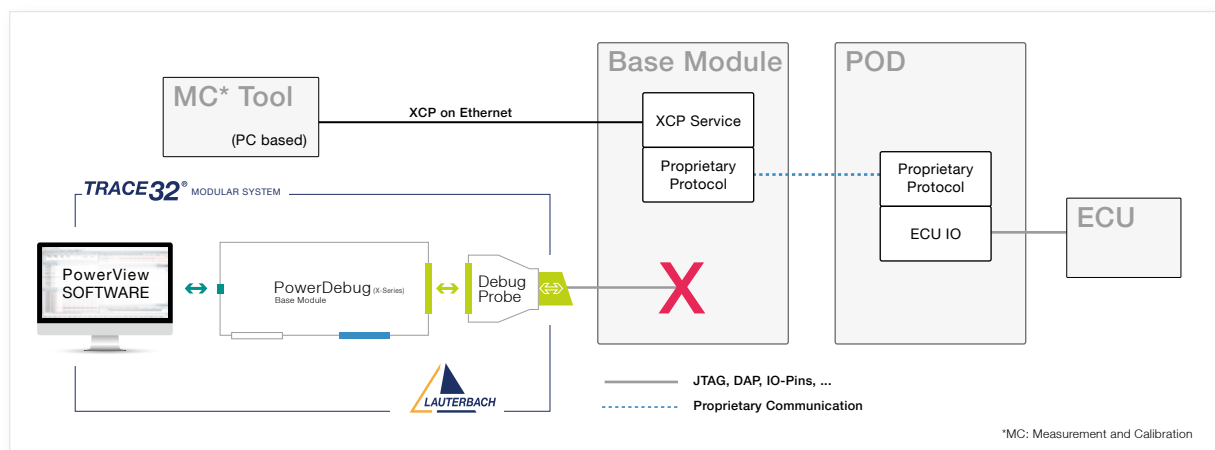 Base Module
POD
MC* Tool
(PC based)
XCP on Ethernet
XCP Service
Proprietary
Protocol
Proprietary
Protocol
ECU IO
ECU
TRACE32® MODULAR SYSTEM
PowerView
SOFTWARE
PowerDebug (X-Series)
Base Module
Debug
Probe
X
LAUTERBACH
JTAG, DAP, IO-Pins, ...
Proprietary Communication
*MC: Measurement and Calibration